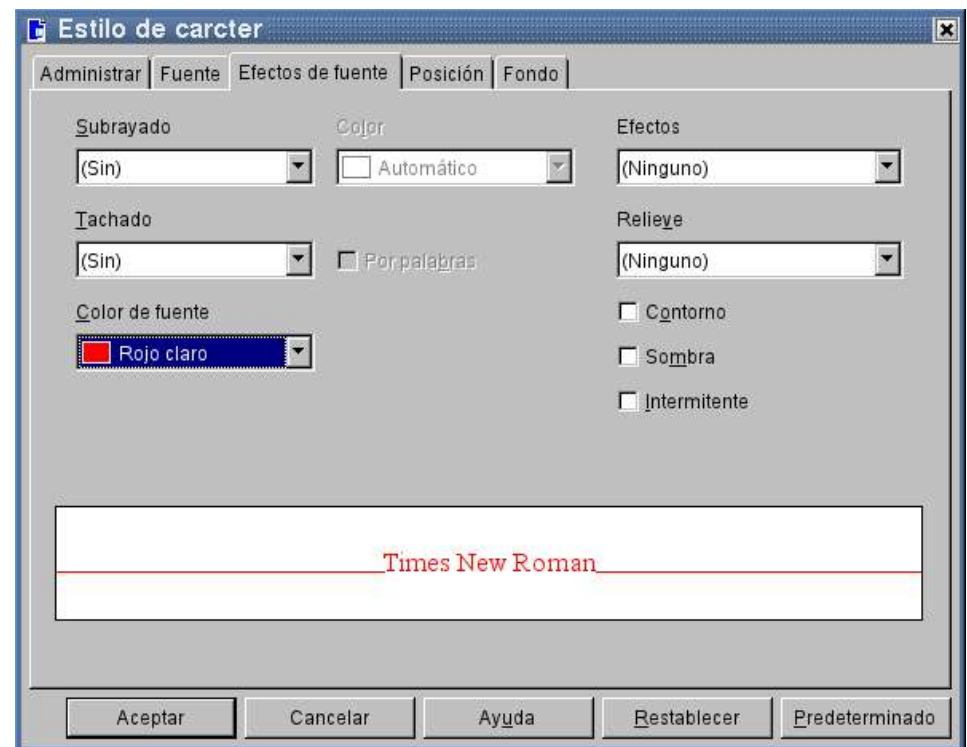 Estilo de carcter
Administrar Fuente Efectos de fuente Posición Fondo
Subrayado Color Efectos
(Sin) Automático (Ninguno)
Tachado Relieve
(Sin) Por palabras (Ninguno)
Color de fuente Contorno
Rojo claro Sombra
Intermitente
Times New Roman
Aceptar Cancelar Ayuda Restablecer Predeterminado